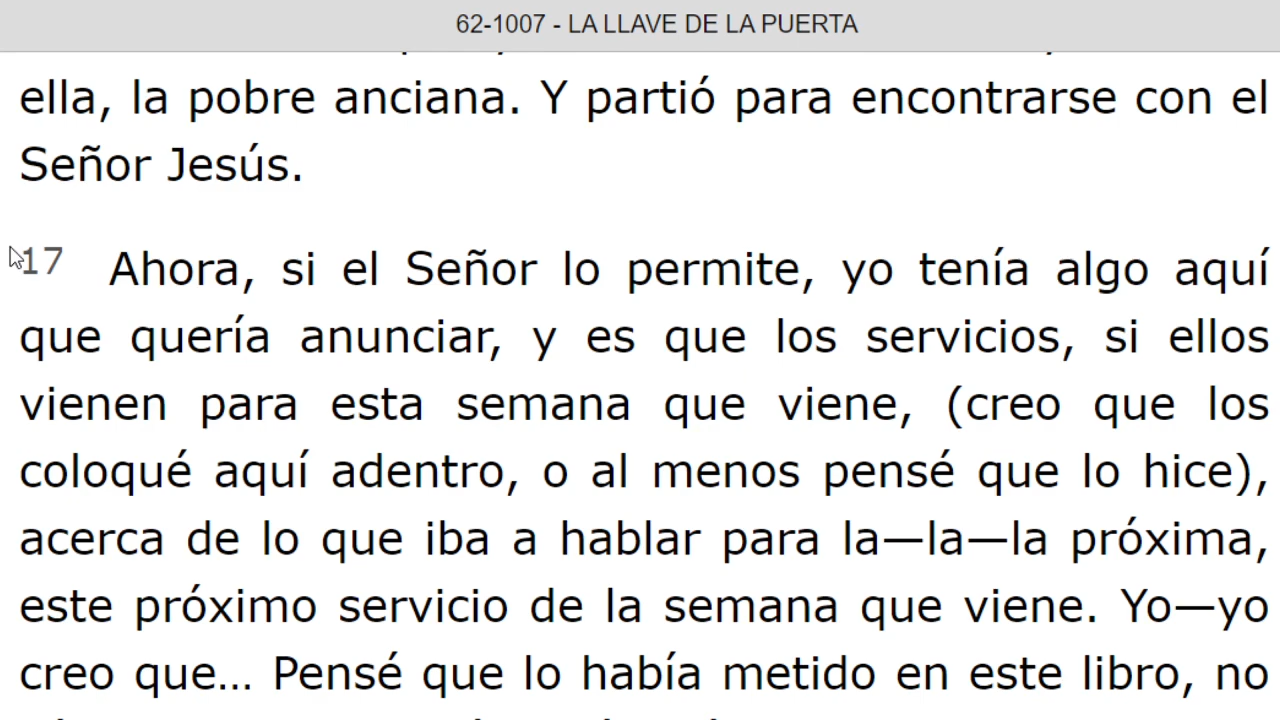 62-1007 - LA LLAVE DE LA PUERTA
ella, la pobre anciana. Y partió para encontrarse con el
Señor Jesús.
17 Ahora, si el Señor lo permite, yo tenía algo aquí
que quería anunciar, y es que los servicios, si ellos
vienen para esta semana que viene, (creo que los
coloqué aquí adentro, o al menos pensé que lo hice),
acerca de lo que iba a hablar para la—la—la próxima,
este próximo servicio de la semana que viene. Yo—yo
creo que… Pensé que lo había metido en este libro, no